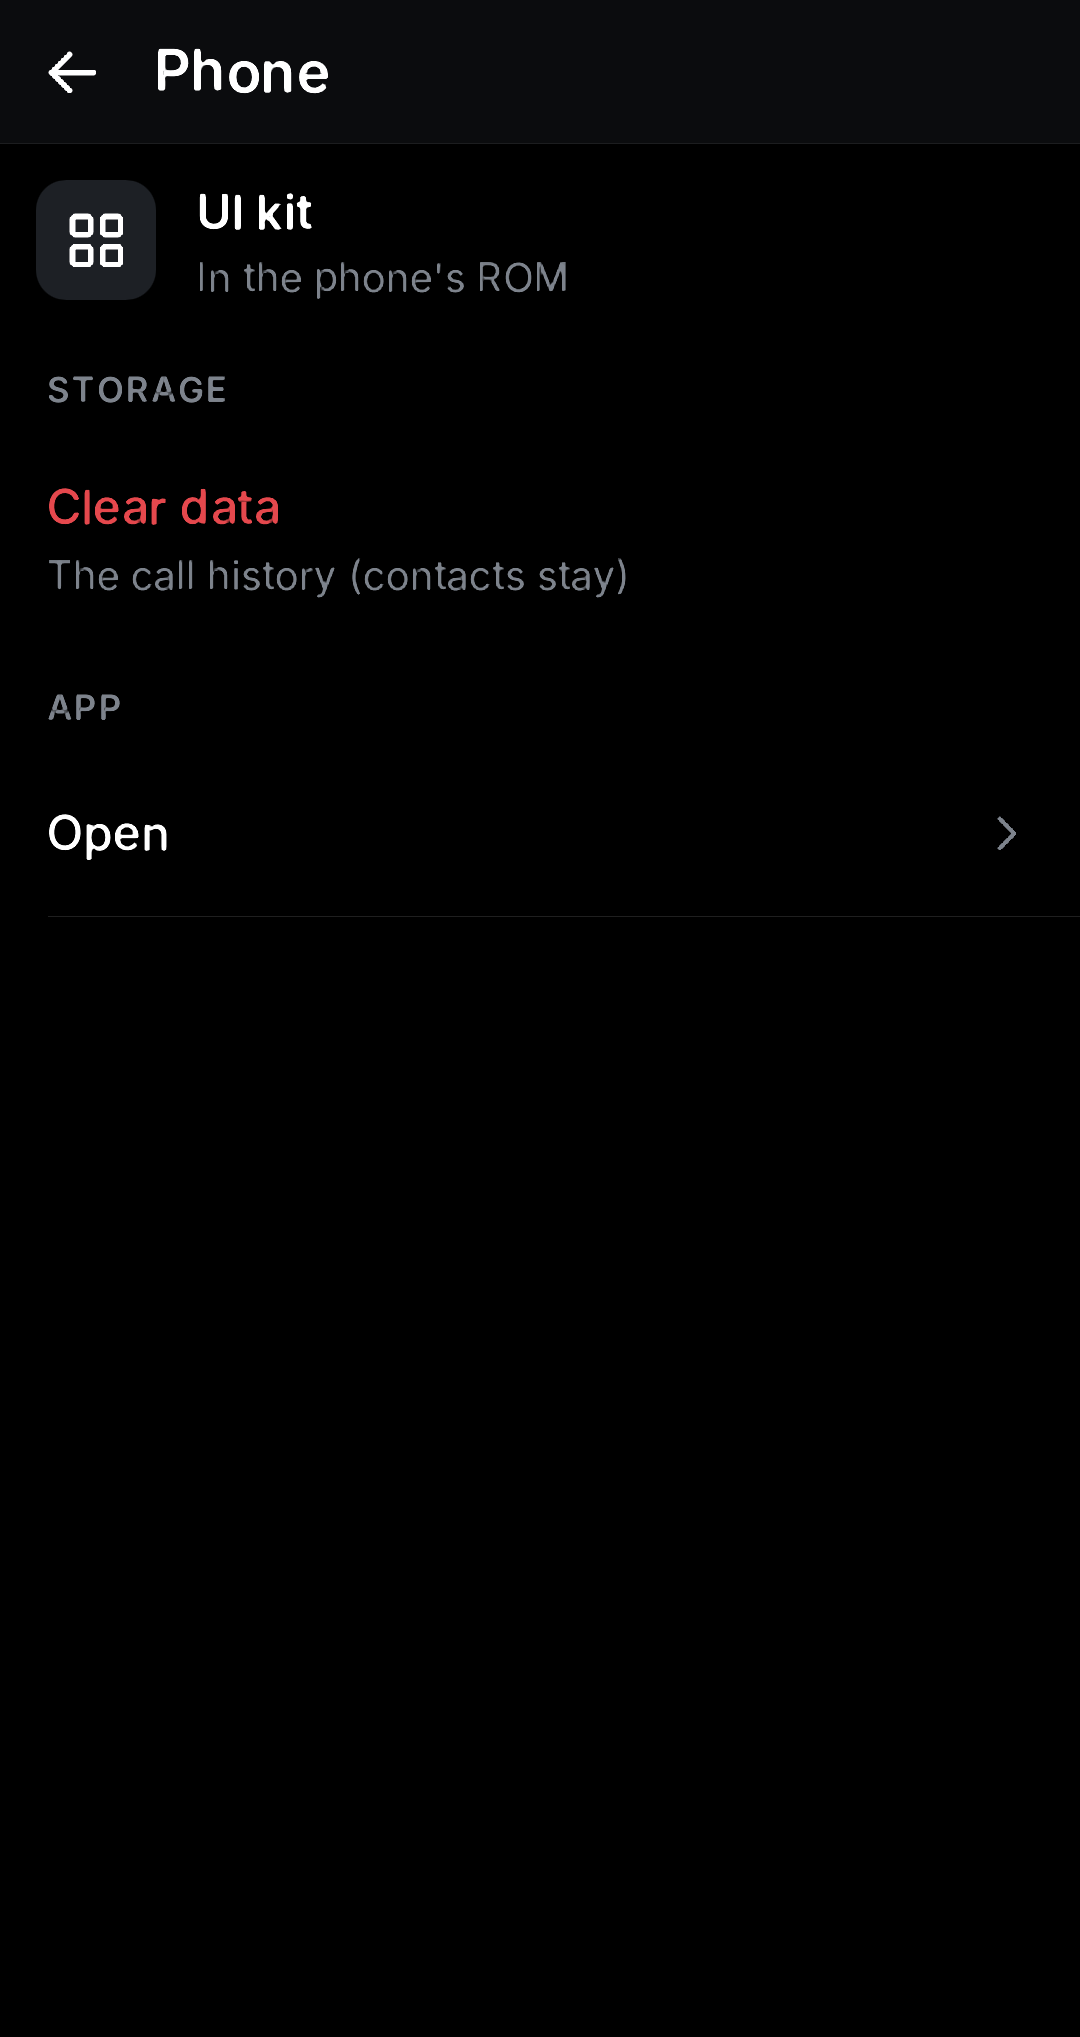 Phone
UI kit
In the phone's ROM
STORAGE
Clear data
The call history (contacts stay)
APP
Open